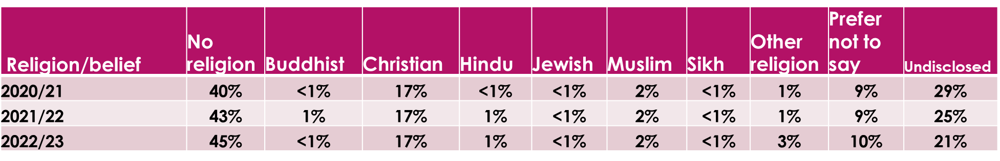 Religion/belief No religion Buddhist Christian Hindu Jewish Muslim Sikh Other religion Prefer not to say Undisclosed
2020/21 40% <1% 17% <1% <1% 2% <1% 1% 9% 29%
2021/22 43% 1% 17% 1% <1% 2% <1% 1% 9% 25%
2022/23 45% <1% 17% 1% <1% 2% <1% 3% 10% 21%